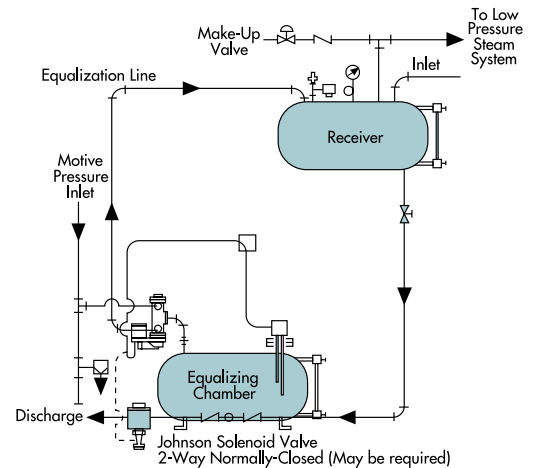 Make-Up
Valve
To Low
Pressure
Steam
System
Equalization Line
Inlet
Receiver
Motive
Pressure
Inlet
Equalizing
Chamber
Discharge
Johnson Solenoid Valve
2-Way Normally-Closed (May be required)